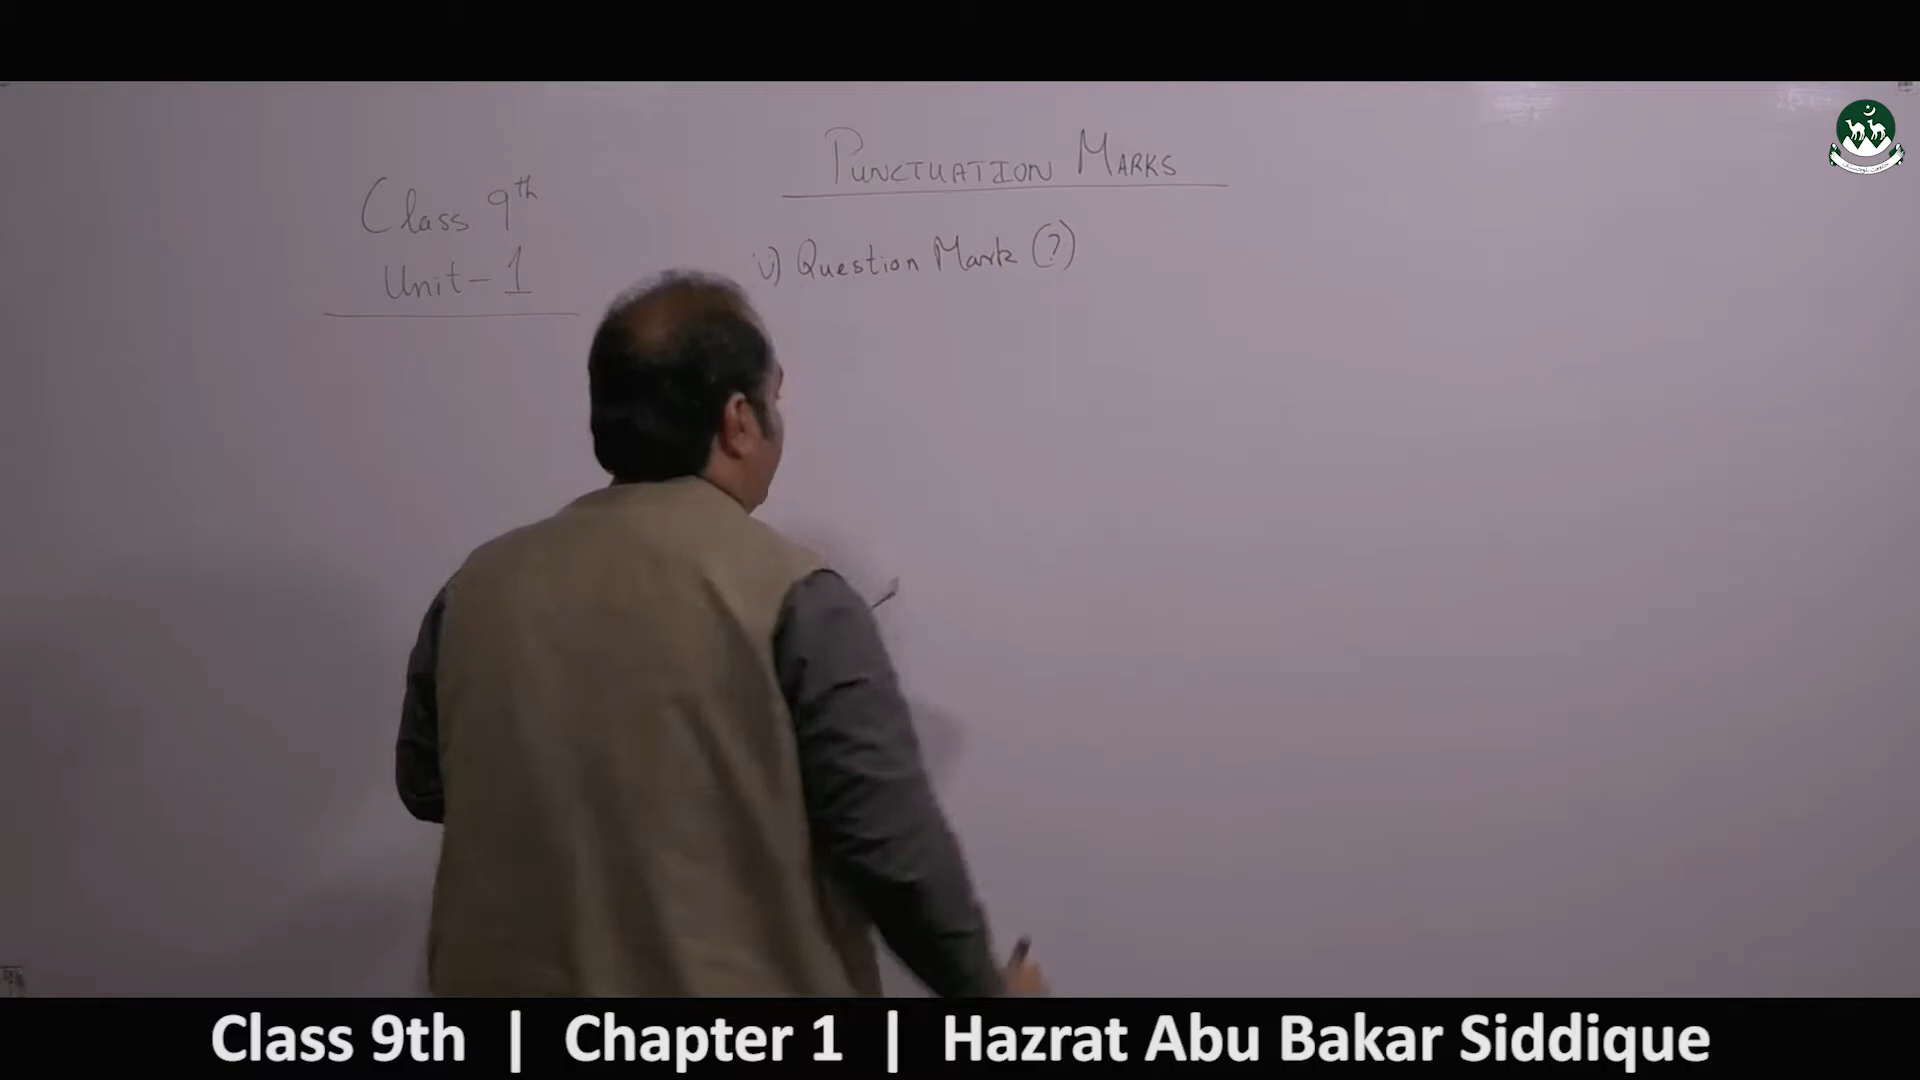 PUNCTUATION MARKS
Class 9th
Unit-1
v) Question Mark (?)
Class 9th | Chapter 1 | Hazrat Abu Bakar Siddique